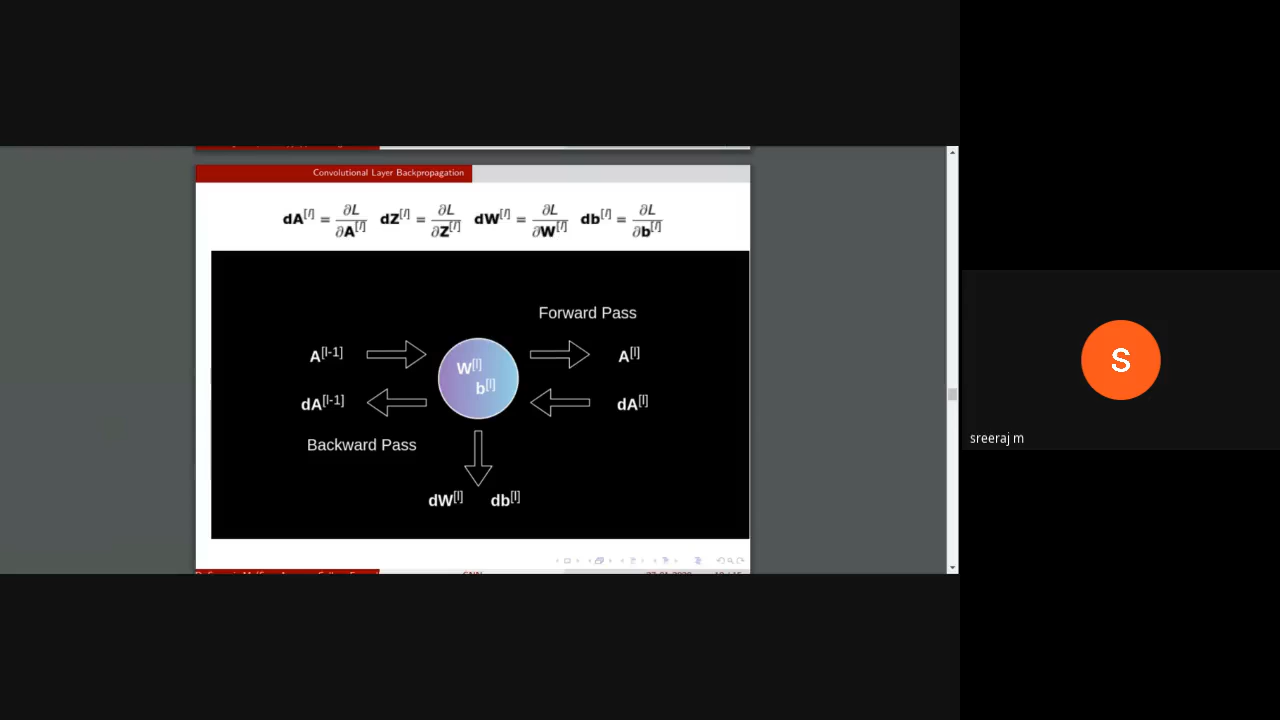 Convolutional Layer Backpropagation
dA^[l] = ∂L/∂A^[l] dZ^[l] = ∂L/∂Z^[l] dW^[l] = ∂L/∂W^[l] db^[l] = ∂L/∂b^[l]
Forward Pass
A^[l-1] W^[l] A^[l]
b^[l]
dA^[l-1] dA^[l]
Backward Pass
dW^[l] db^[l]
S
sreeraj m